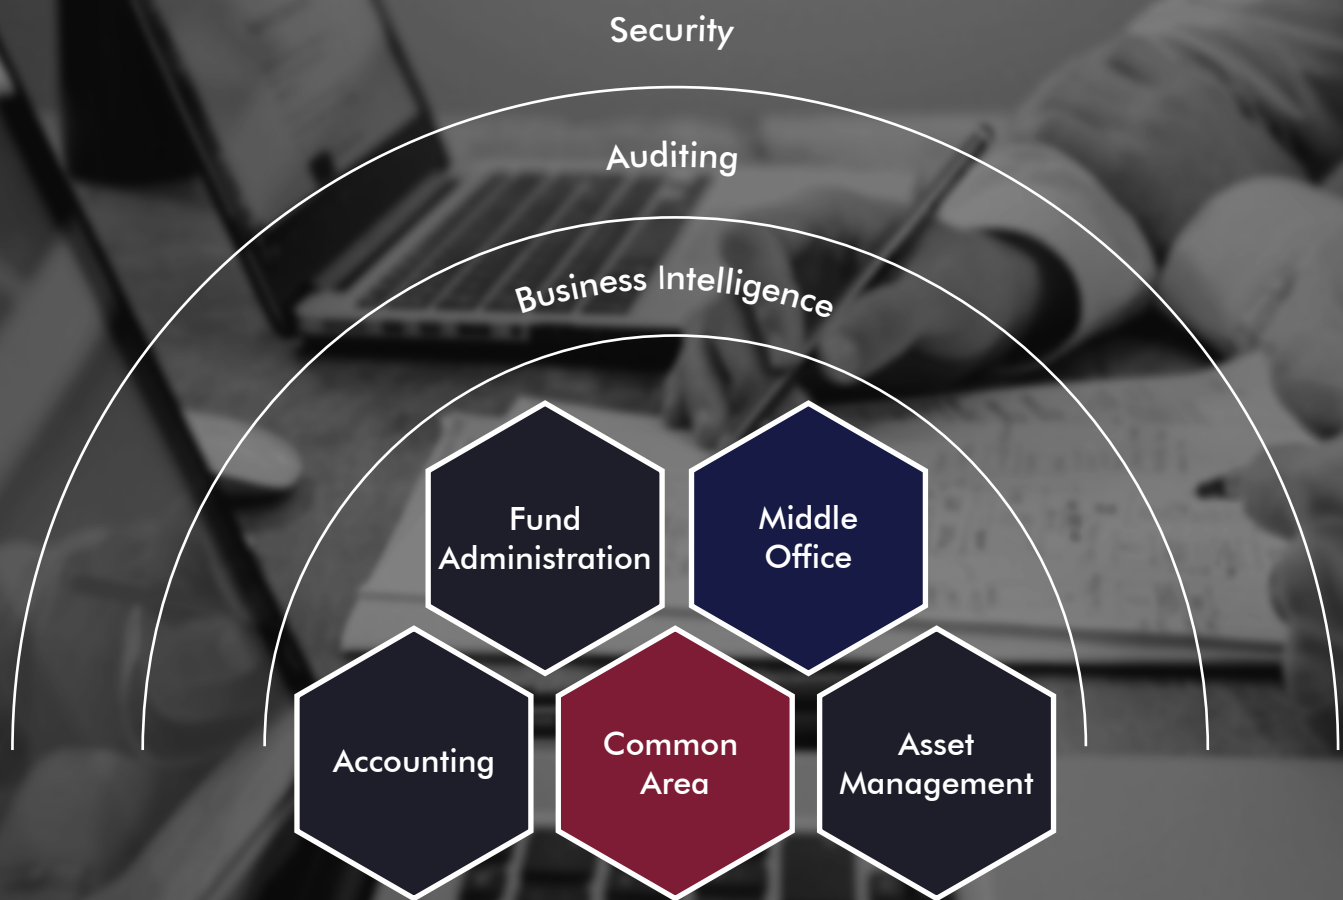 Security
Auditing
Business Intelligence
Fund
Administration
Middle
Office
Accounting
Common
Area
Asset
Management